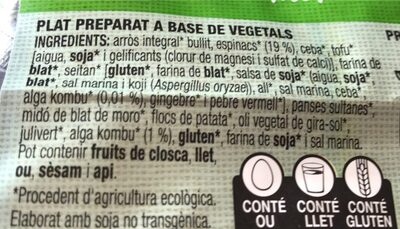 PLAT PREPARAT A BASE DE VEGETALS
INGREDIENTS: arròs integral* bullit, espinacs* (19 %), ceba*, tofu*
[aigua, soja* i gelificants (clorur de magnesi i sulfat de calci)], farina de
blat*, seitan* [gluten*, farina de blat*, salsa de soja* (aigua, soja*,
blat*, sal marina i koji (Aspergillus oryzae), all*, sal marina, ceba*,
alga kombu* (0,01 %), gingebre* i pebre vermell*], panses sultanes*,
midó de blat de moro*, flocs de patata*, oli vegetal de gira-sol*,
julivert*, alga kombu* (1 %), gluten*, farina de soja* i sal marina.
Pot contenir fruits de closca, llet,
ou, sèsam i api.
*Procedent d'agricultura ecològica.
Elaborat amb soja no transgènica.
CONTÉ OU
CONTÉ LLET
CONTÉ GLUTEN